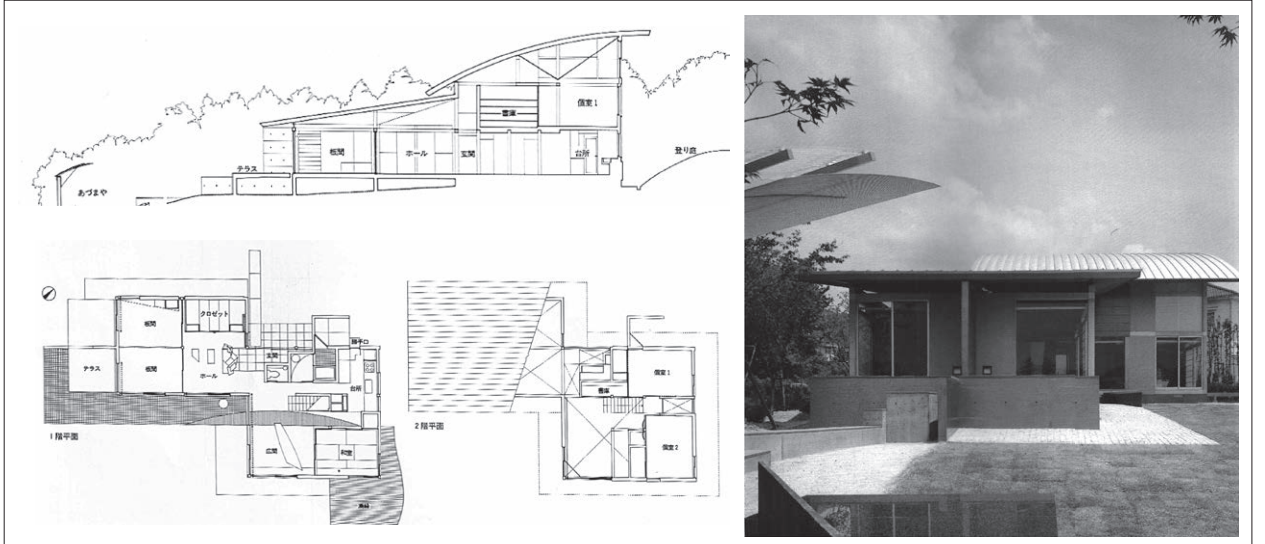 個室 1
書庫
板間
ホール
玄関
台所
登り庭
テラス
あづまや
板間
クロゼット
玄関
勝手口
テラス
板間
ホール
台所
1 階平面
広間
和室
個室 1
書庫
2 階平面
個室 2